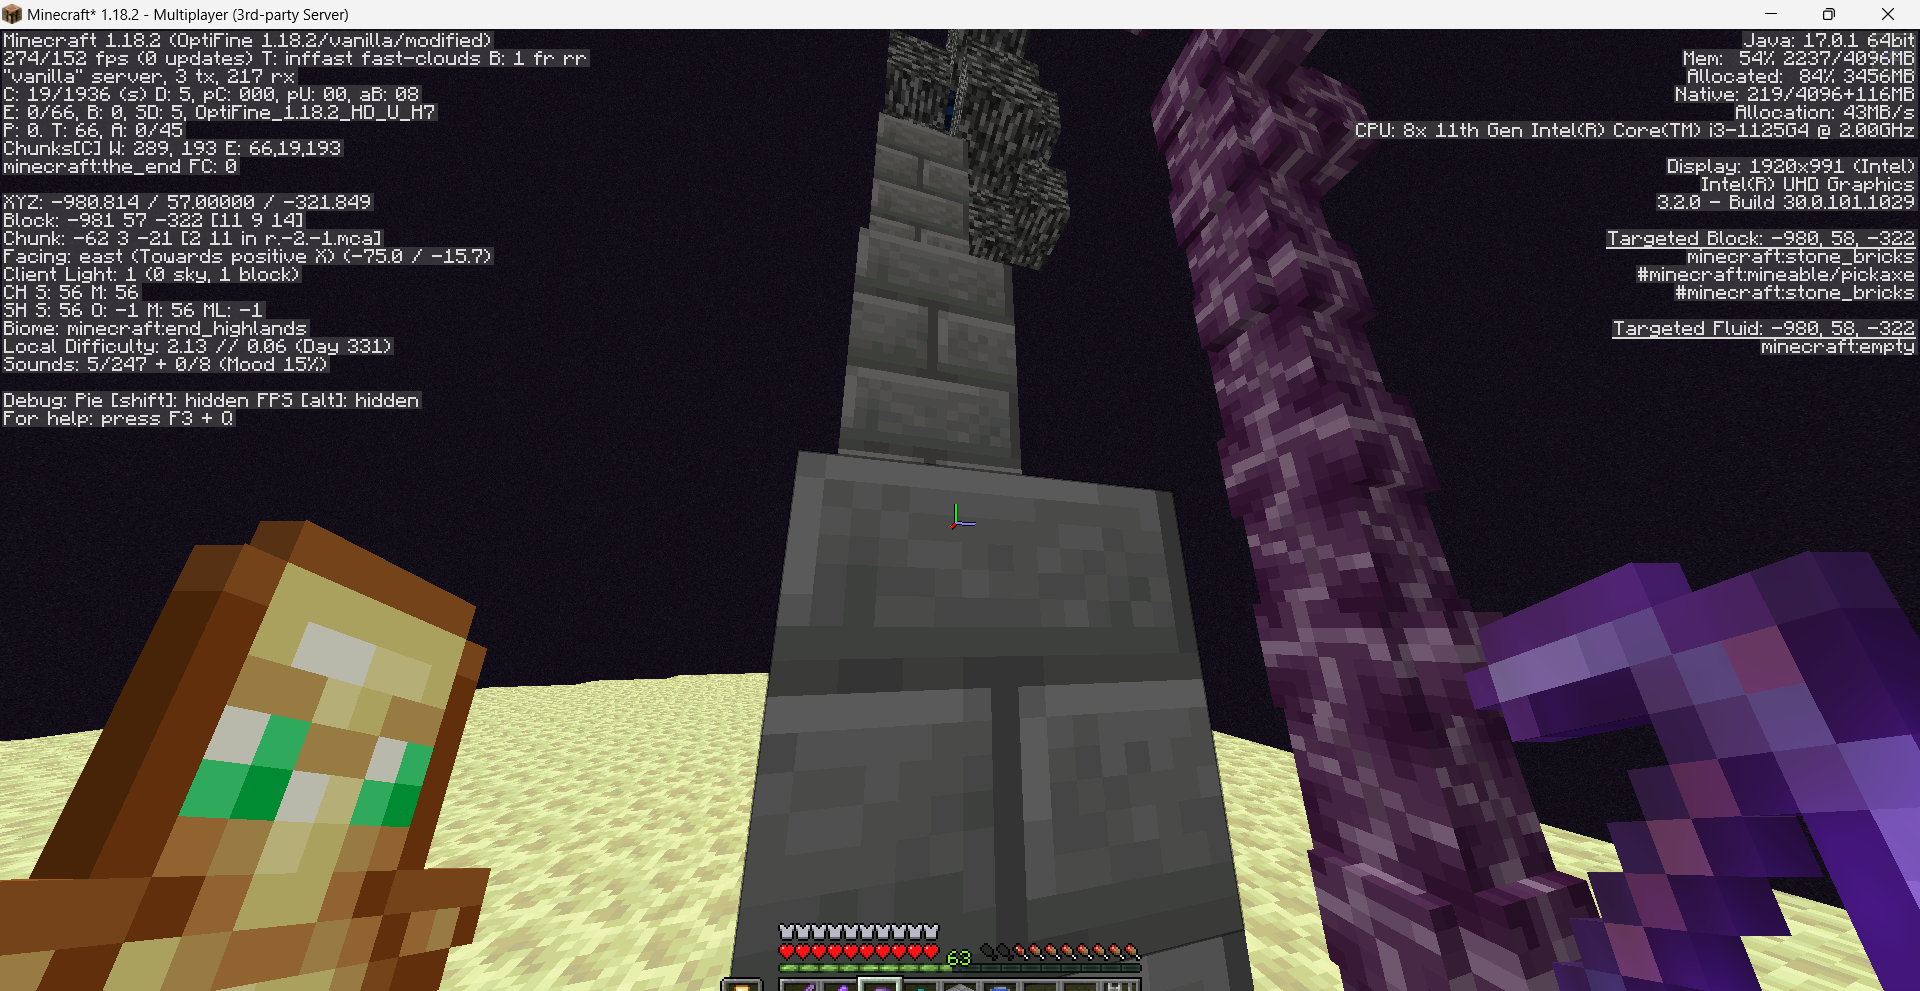 Minecraft* 1.18.2 - Multiplayer (3rd-party Server)
Minecraft 1.18.2 (OptiFine 1.18.2/vanilla/modified)
274/152 fps (0 updates) T: inffast fast-clouds B: 1 fr rr
"vanilla" server, 3 tx, 217 rx
C: 19/1936 (s) D: 5, pC: 000, pU: 00, aB: 08
E: 0/66, B: 0, SD: 5, OptiFine_1.18.2_HD_U_H7
P: 0. T: 66, A: 0/45
Chunks[C] W: 289, 193 E: 66,19,193
minecraft:the_end FC: 0
XYZ: -980.814 / 57.00000 / -321.849
Block: -981 57 -322 [11 9 14]
Chunk: -62 3 -21 [2 11 in r.-2.-1.mca]
Facing: east (Towards positive X) (-75.0 / -15.7)
Client Light: 1 (0 sky, 1 block)
CH S: 56 M: 56
SH S: 56 O: -1 M: 56 ML: -1
Biome: minecraft:end_highlands
Local Difficulty: 2.13 // 0.06 (Day 331)
Sounds: 5/247 + 0/8 (Mood 15%)
Debug: Pie [shift]: hidden FPS [alt]: hidden
For help: press F3 + Q
Java: 17.0.1 64bit
Mem: 54% 2237/4096MB
Allocated: 84% 3456MB
Native: 219/4096+116MB
Allocation: 43MB/s
CPU: 8x 11th Gen Intel(R) Core(TM) i3-1125G4 @ 2.00GHz
Display: 1920x991 (Intel)
Intel(R) UHD Graphics
3.2.0 - Build 30.0.101.1029
Targeted Block: -980, 58, -322
minecraft:stone_bricks
#minecraft:mineable/pickaxe
#minecraft:stone_bricks
Targeted Fluid: -980, 58, -322
minecraft:empty
63